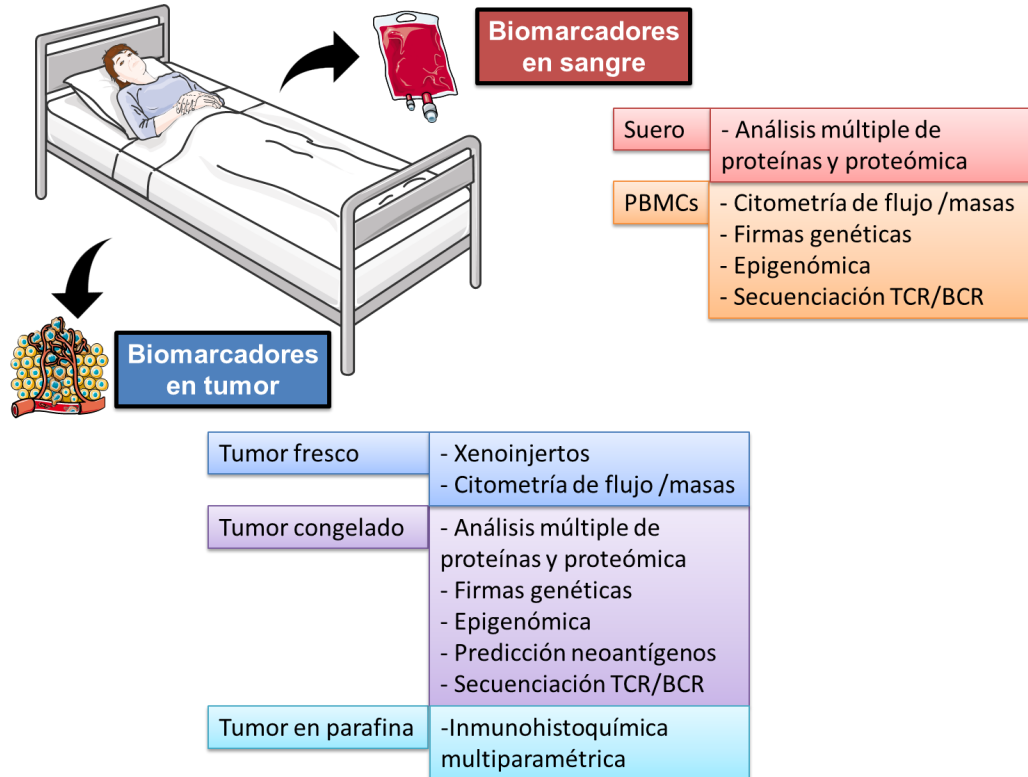 Biomarcadores
en sangre
Suero
- Análisis múltiple de
proteínas y proteómica
PBMCs
- Citometría de flujo /masas
- Firmas genéticas
- Epigenómica
- Secuenciación TCR/BCR
Biomarcadores
en tumor
Tumor fresco
- Xenoinjertos
- Citometría de flujo /masas
Tumor congelado
- Análisis múltiple de
proteínas y proteómica
- Firmas genéticas
- Epigenómica
- Predicción neoantígenos
- Secuenciación TCR/BCR
Tumor en parafina
-Inmunohistoquímica
multiparamétrica